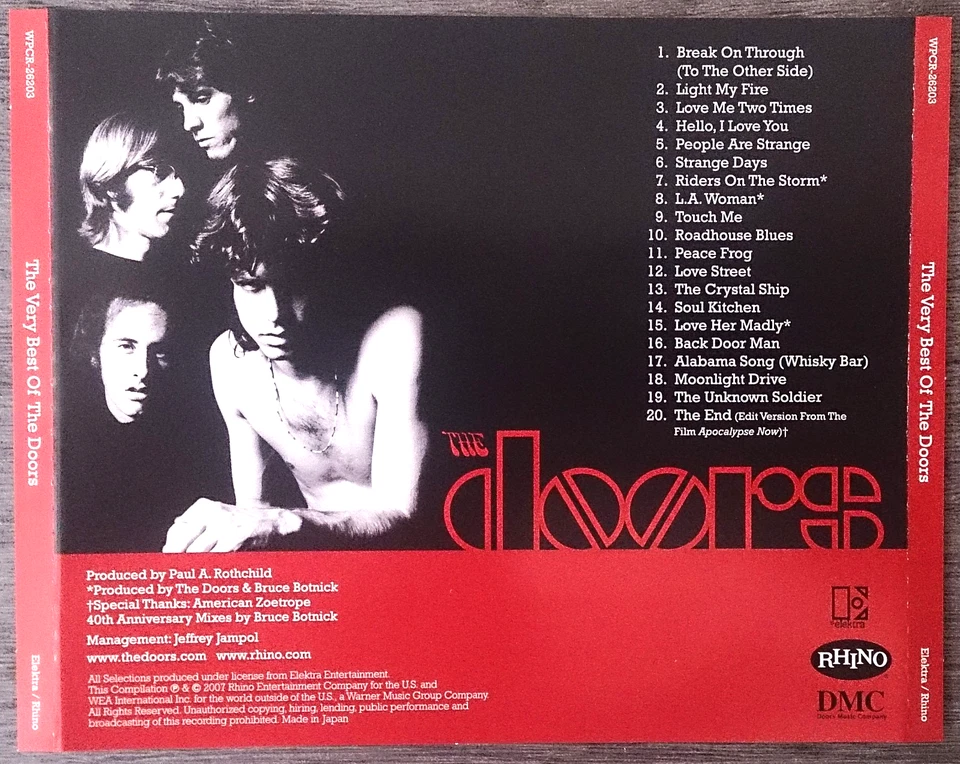 WPCR-26203
The Very Best Of The Doors
Elektra / Rhino
1. Break On Through
(To The Other Side)
2. Light My Fire
3. Love Me Two Times
4. Hello, I Love You
5. People Are Strange
6. Strange Days
7. Riders On The Storm*
8. L.A. Woman*
9. Touch Me
10. Roadhouse Blues
11. Peace Frog
12. Love Street
13. The Crystal Ship
14. Soul Kitchen
15. Love Her Madly*
16. Back Door Man
17. Alabama Song (Whisky Bar)
18. Moonlight Drive
19. The Unknown Soldier
20. The End (Edit Version From The
Film Apocalypse Now)†
THE
doors
Produced by Paul A. Rothchild
*Produced by The Doors & Bruce Botnick
†Special Thanks: American Zoetrope
40th Anniversary Mixes by Bruce Botnick
Management: Jeffrey Jampol
www.thedoors.com www.rhino.com
All Selections produced under license from Elektra Entertainment.
This Compilation ℗ & © 2007 Rhino Entertainment Company for the U.S. and
WEA International Inc. for the world outside of the U.S., a Warner Music Group Company.
All Rights Reserved. Unauthorized copying, hiring, lending, public performance and
broadcasting of this recording prohibited. Made in Japan
elektra
RHINO
DMC
Doors Music Company
WPCR-26203
The Very Best Of The Doors
Elektra / Rhino